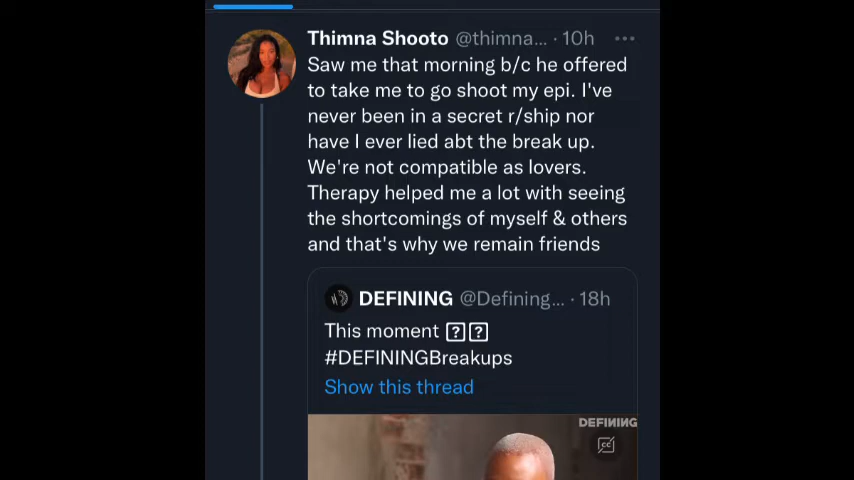 Thimna Shooto @thimna... · 10h
Saw me that morning b/c he offered
to take me to go shoot my epi. I've
never been in a secret r/ship nor
have I ever lied abt the break up.
We're not compatible as lovers.
Therapy helped me a lot with seeing
the shortcomings of myself & others
and that's why we remain friends
DEFINING @Defining... · 18h
This moment
#DEFININGBreakups
Show this thread
DEFINING
cc